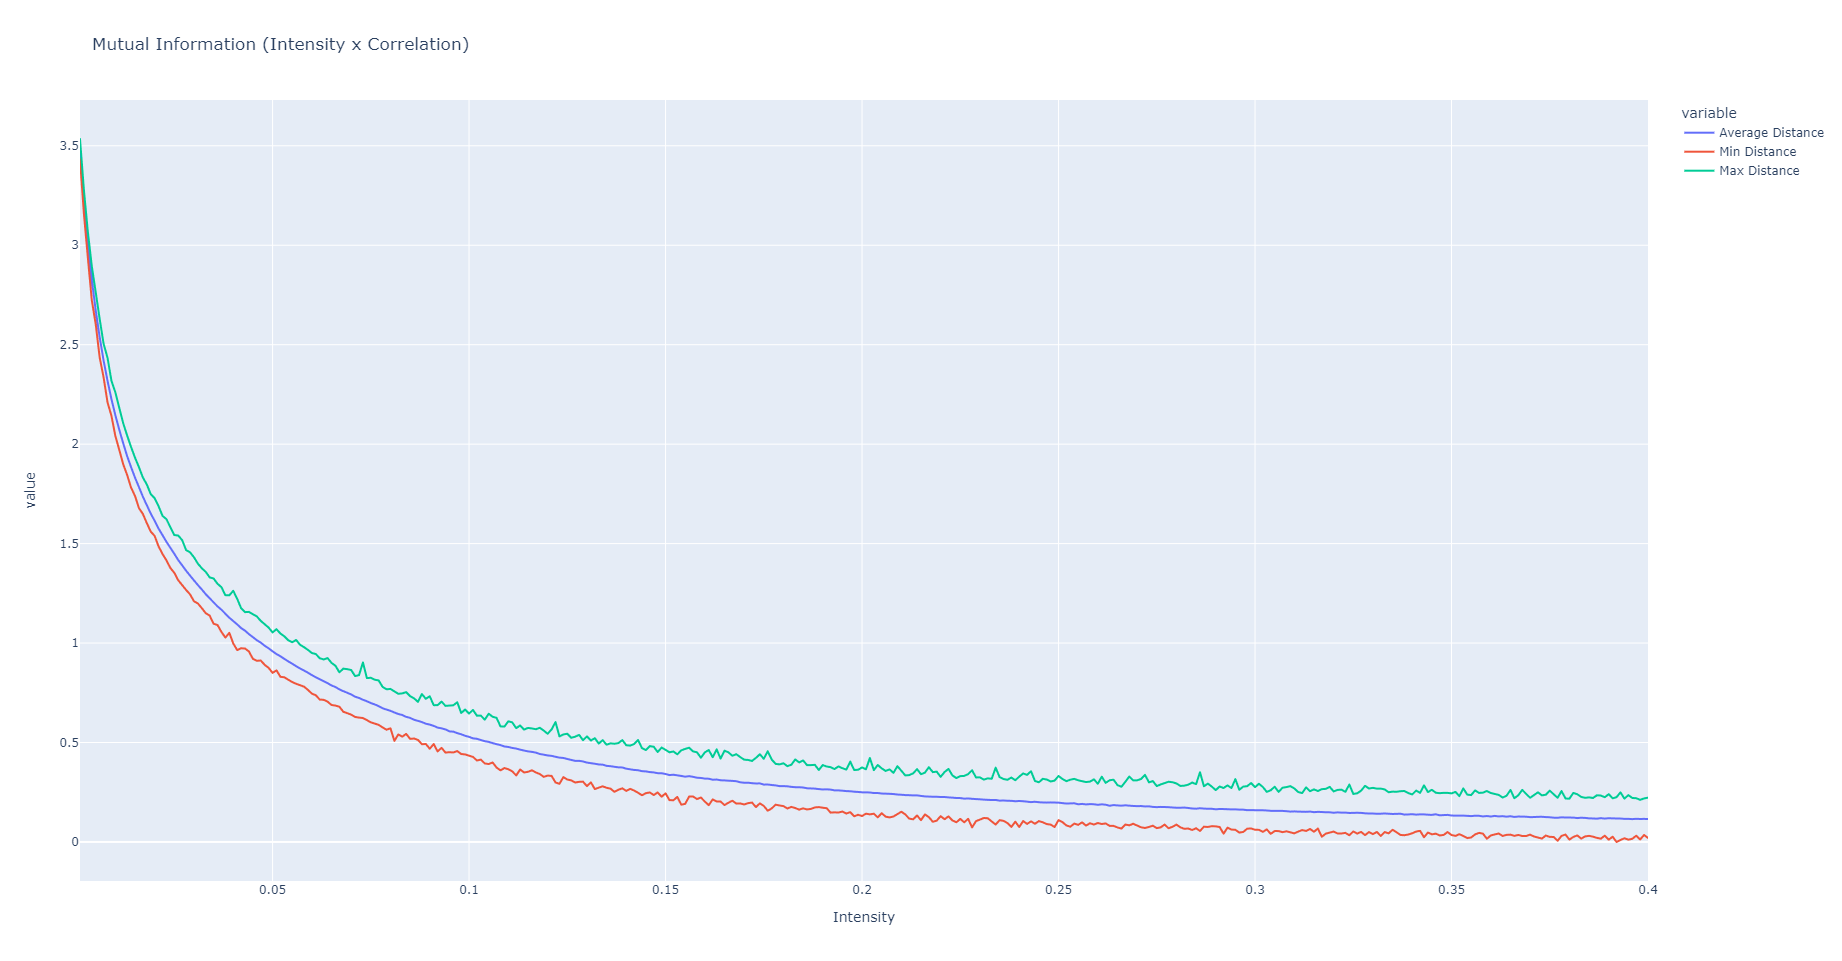 Mutual Information (Intensity x Correlation)
variable
Average Distance
Min Distance
Max Distance
value
3.5
3
2.5
2
1.5
1
0.5
0
0.05
0.1
0.15
0.2
0.25
0.3
0.35
0.4
Intensity